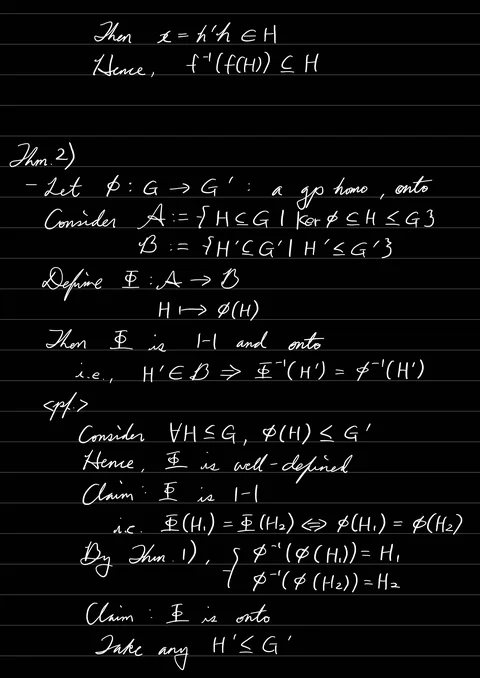 Then x = h'h ∈ H
Hence, f⁻¹(f(H)) ⊆ H
Thm. 2)
- Let φ : G → G' : a gp homo, onto
Consider A := { H ⊆ G | ker φ ⊆ H ≤ G }
B := { H' ⊆ G' | H' ≤ G' }
Define Φ : A → B
H ↦ φ(H)
Then Φ is 1-1 and onto
i.e., H' ∈ B ⇒ Φ⁻¹(H') = φ⁻¹(H')
<pf.>
Consider ∀H ≤ G, φ(H) ≤ G'
Hence, Φ is well-defined
Claim : Φ is 1-1
i.e. Φ(H₁) = Φ(H₂) ⇔ φ(H₁) = φ(H₂)
By Thm. 1), { φ⁻¹(φ(H₁)) = H₁
φ⁻¹(φ(H₂)) = H₂
Claim : Φ is onto
Take any H' ≤ G'